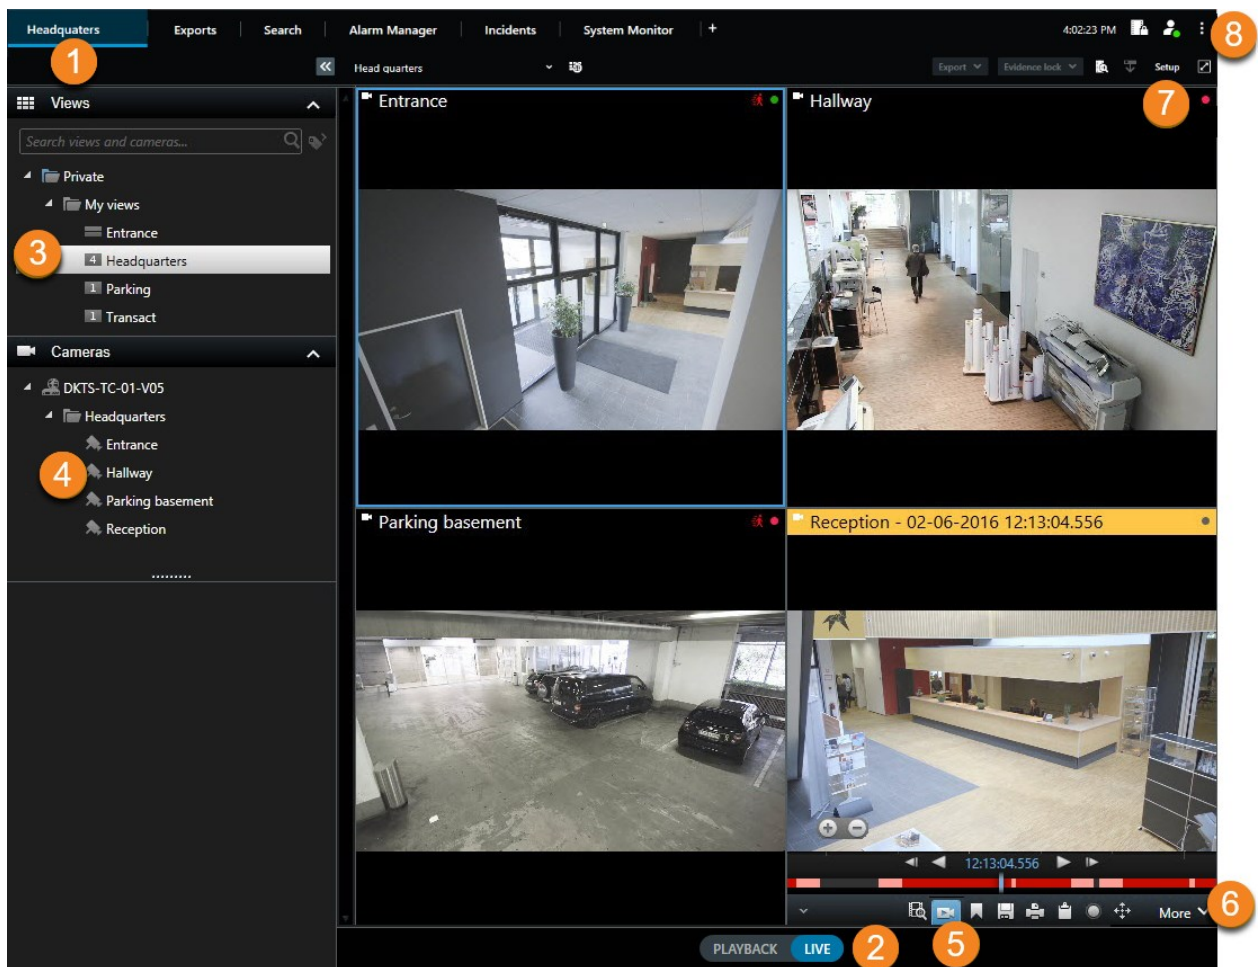 Headquaters Exports Search Alarm Manager Incidents System Monitor + 4:02:23 PM 8
1 Head quarters Export Evidence lock Setup
7
Views
Search views and cameras...
Private
My views
Entrance
3 4 Headquarters
1 Parking
1 Transact
Cameras
DKTS-TC-01-V05
Headquarters
Entrance
4 Hallway
Parking basement
Reception
Entrance
Hallway
Parking basement
Reception - 02-06-2016 12:13:04.556
12:13:04.556
More 6
PLAYBACK LIVE 2 5